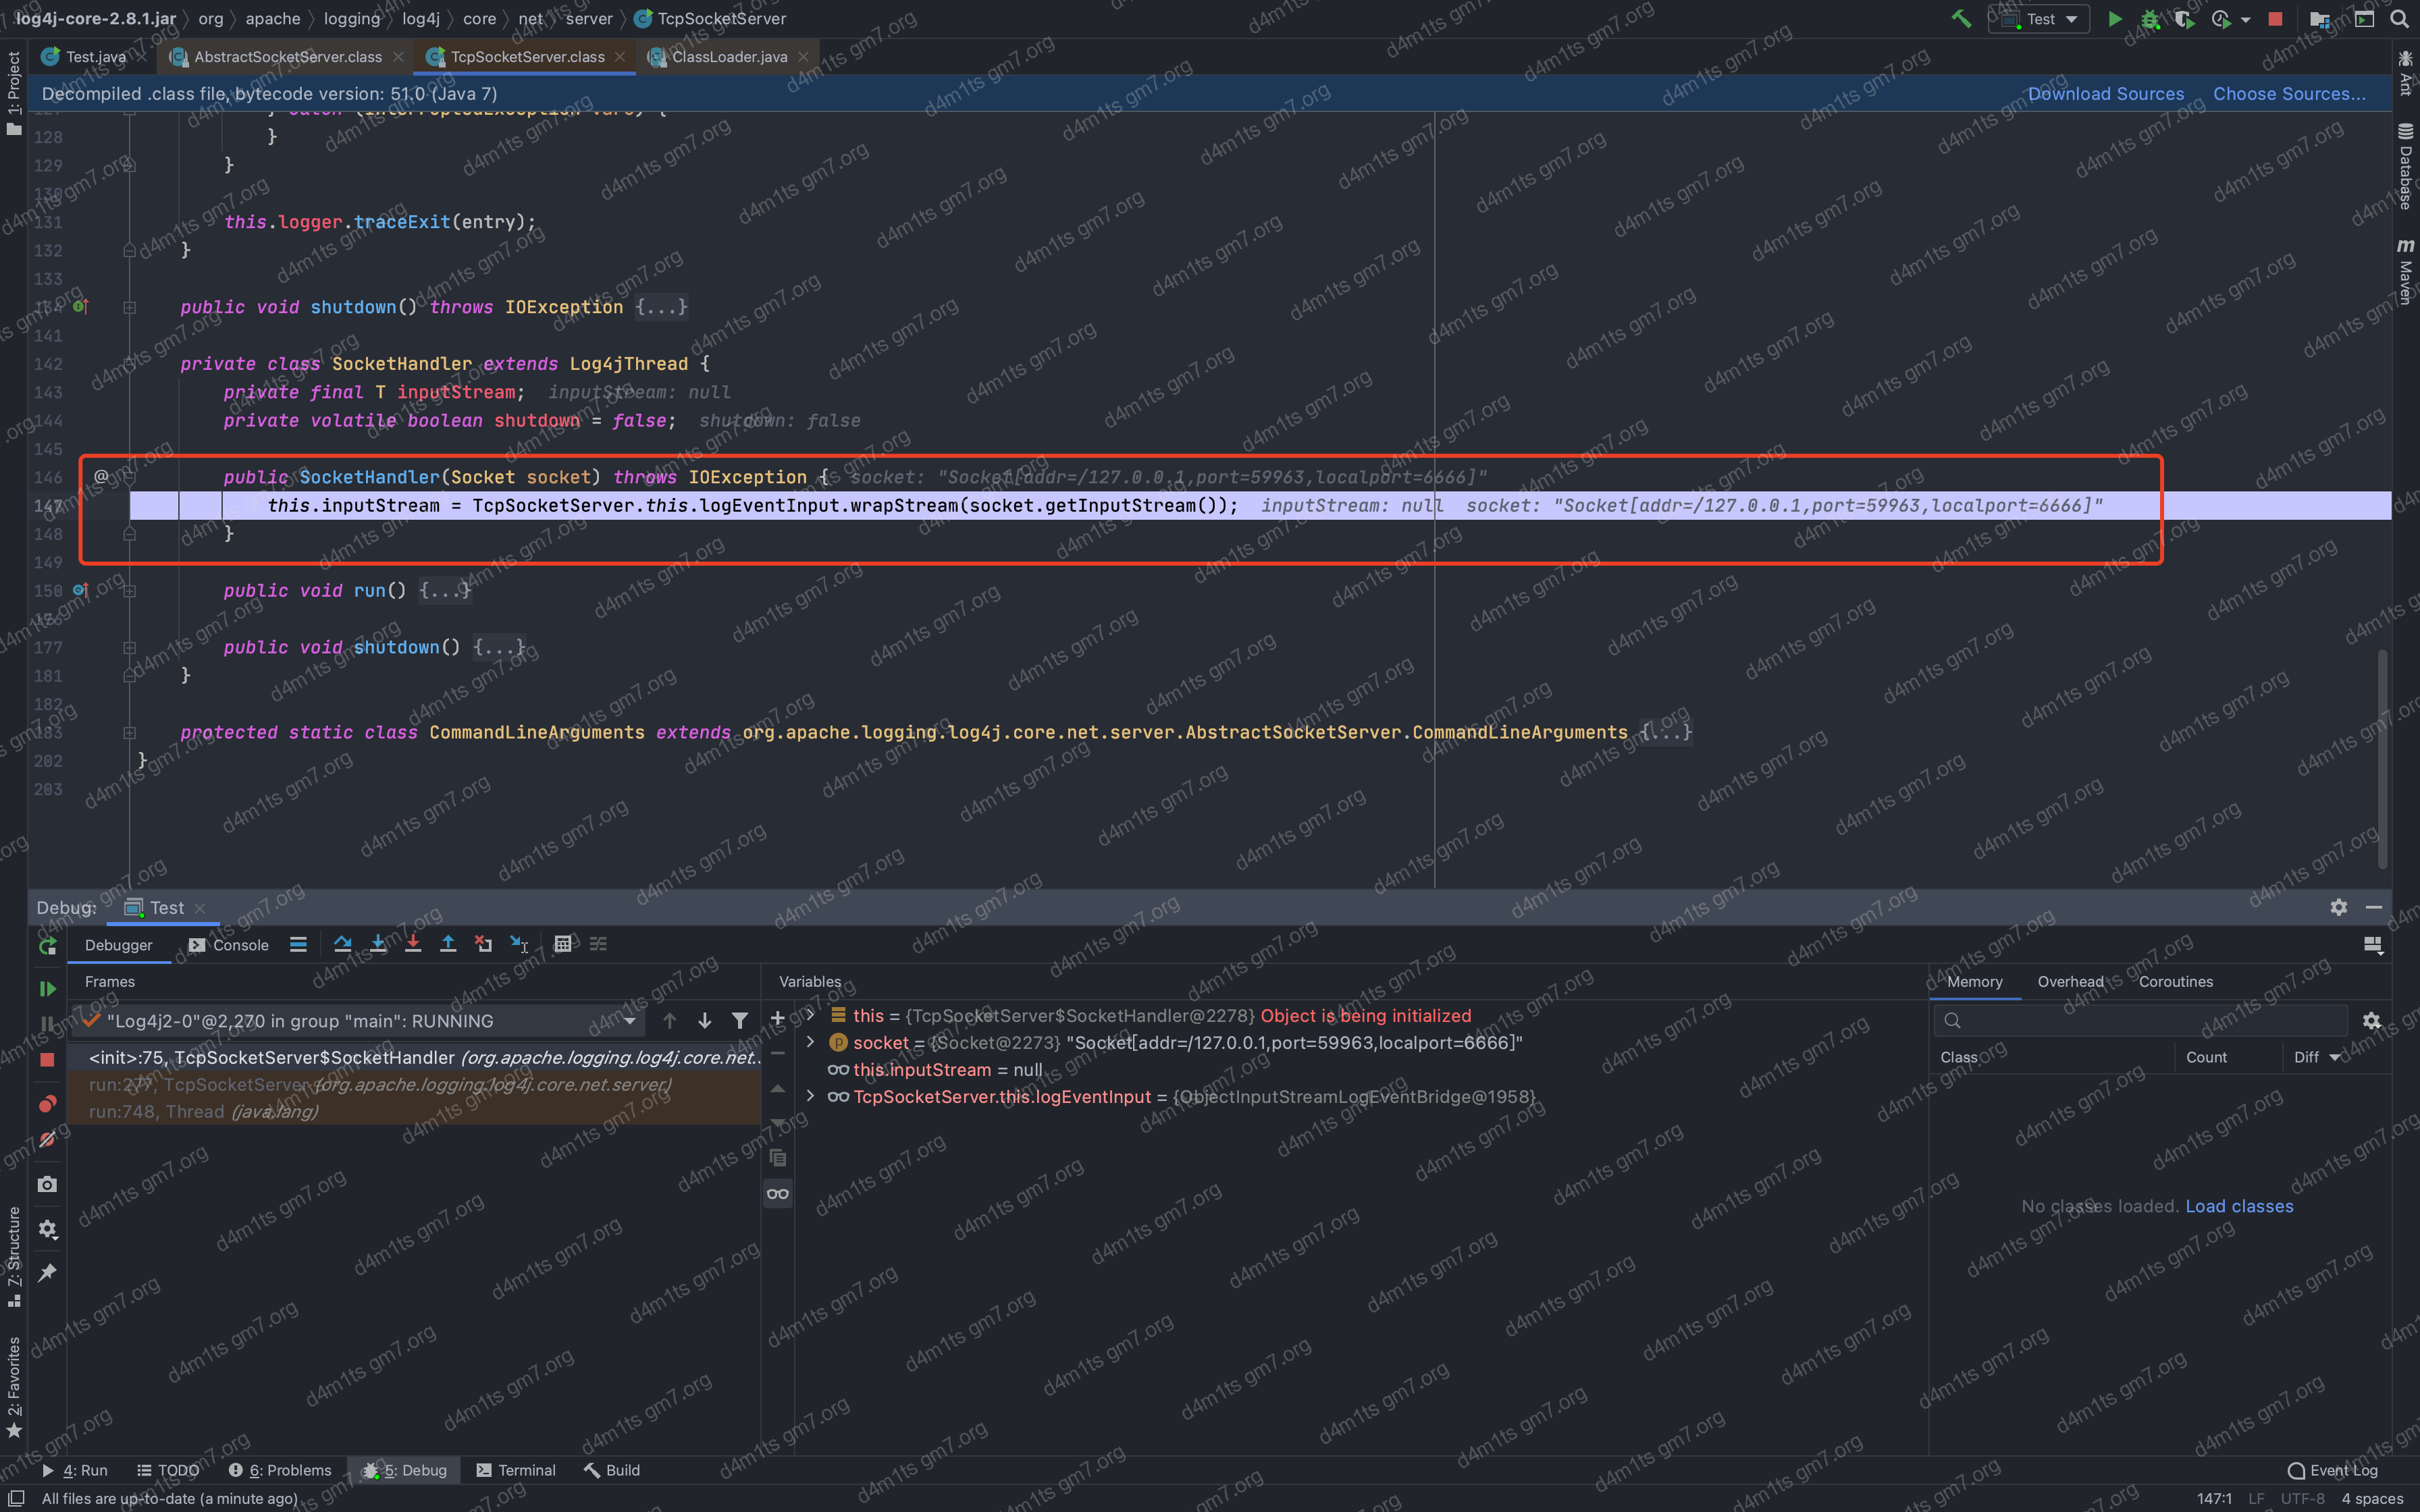 log4j-core-2.8.1.jar org apache logging log4j core net server TcpSocketServer
Test
Test.java AbstractSocketServer.class TcpSocketServer.class ClassLoader.java
Decompiled .class file, bytecode version: 51.0 (Java 7) Download Sources Choose Sources...
128 }
129 }
130
131 this.logger.traceExit(entry);
132 }
133
134 public void shutdown() throws IOException {...}
141
142 private class SocketHandler extends Log4jThread {
143 private final T inputStream; inputStream: null
144 private volatile boolean shutdown = false; shutdown: false
145
146 @ public SocketHandler(Socket socket) throws IOException { socket: "Socket[addr=/127.0.0.1,port=59963,localport=6666]"
147 this.inputStream = TcpSocketServer.this.logEventInput.wrapStream(socket.getInputStream()); inputStream: null socket: "Socket[addr=/127.0.0.1,port=59963,localport=6666]"
148 }
149
150 public void run() {...}
176
177 public void shutdown() {...}
181 }
182
183 protected static class CommandLineArguments extends org.apache.logging.log4j.core.net.server.AbstractSocketServer.CommandLineArguments {...}
202 }
203
1: Project
7: Structure
2: Favorites
Ant
Database
Maven
Debug: Test
Debugger Console
Frames
"Log4j2-0"@2,270 in group "main": RUNNING
<init>:75, TcpSocketServer$SocketHandler (org.apache.logging.log4j.core.net..
run:277, TcpSocketServer (org.apache.logging.log4j.core.net.server)
run:748, Thread (java.lang)
Variables
this = {TcpSocketServer$SocketHandler@2278} Object is being initialized
socket = {Socket@2273} "Socket[addr=/127.0.0.1,port=59963,localport=6666]"
this.inputStream = null
TcpSocketServer.this.logEventInput = {ObjectInputStreamLogEventBridge@1958}
Memory Overhead Coroutines
Class Count Diff
No classes loaded. Load classes
4: Run TODO 6: Problems 5: Debug Terminal Build Event Log
All files are up-to-date (a minute ago) 147:1 LF UTF-8 4 spaces
d4m1ts gm7.org